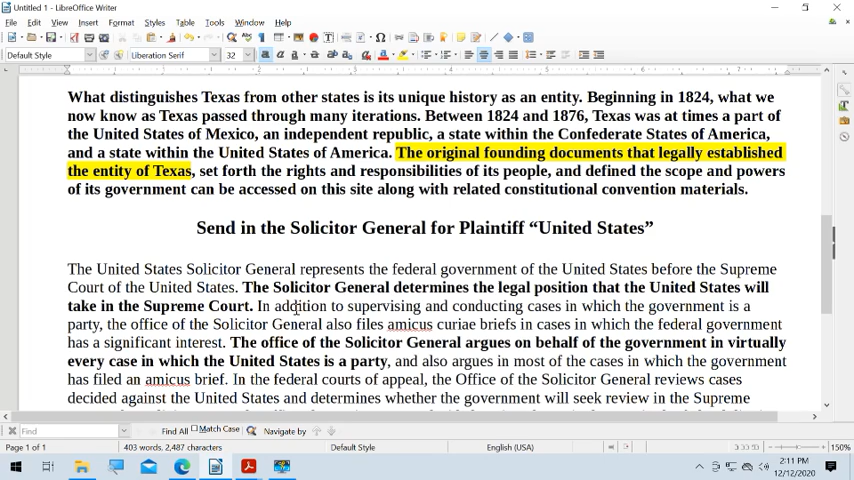 Untitled 1 - LibreOffice Writer
File Edit View Insert Format Styles Table Tools Window Help
Default Style Liberation Serif 32
1 2 3 4 5 6 7
What distinguishes Texas from other states is its unique history as an entity. Beginning in 1824, what we
now know as Texas passed through many iterations. Between 1824 and 1876, Texas was at times a part of
the United States of Mexico, an independent republic, a state within the Confederate States of America,
and a state within the United States of America. The original founding documents that legally established
the entity of Texas, set forth the rights and responsibilities of its people, and defined the scope and powers
of its government can be accessed on this site along with related constitutional convention materials.
Send in the Solicitor General for Plaintiff “United States”
The United States Solicitor General represents the federal government of the United States before the Supreme
Court of the United States. The Solicitor General determines the legal position that the United States will
take in the Supreme Court. In addition to supervising and conducting cases in which the government is a
party, the office of the Solicitor General also files amicus curiae briefs in cases in which the federal government
has a significant interest. The office of the Solicitor General argues on behalf of the government in virtually
every case in which the United States is a party, and also argues in most of the cases in which the government
has filed an amicus brief. In the federal courts of appeal, the Office of the Solicitor General reviews cases
decided against the United States and determines whether the government will seek review in the Supreme
Find Find All Match Case Navigate by
Page 1 of 1 403 words, 2,487 characters Default Style English (USA) 150%
2:11 PM
12/12/2020